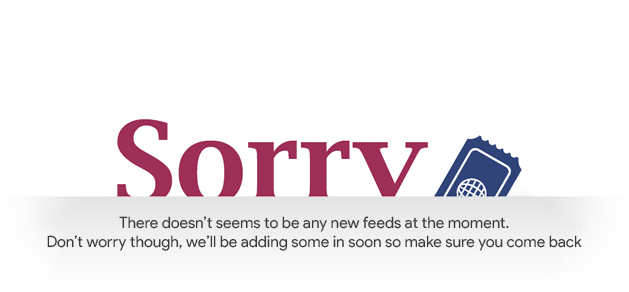 Sorry
There doesn’t seems to be any new feeds at the moment.
Don’t worry though, we’ll be adding some in soon so make sure you come back